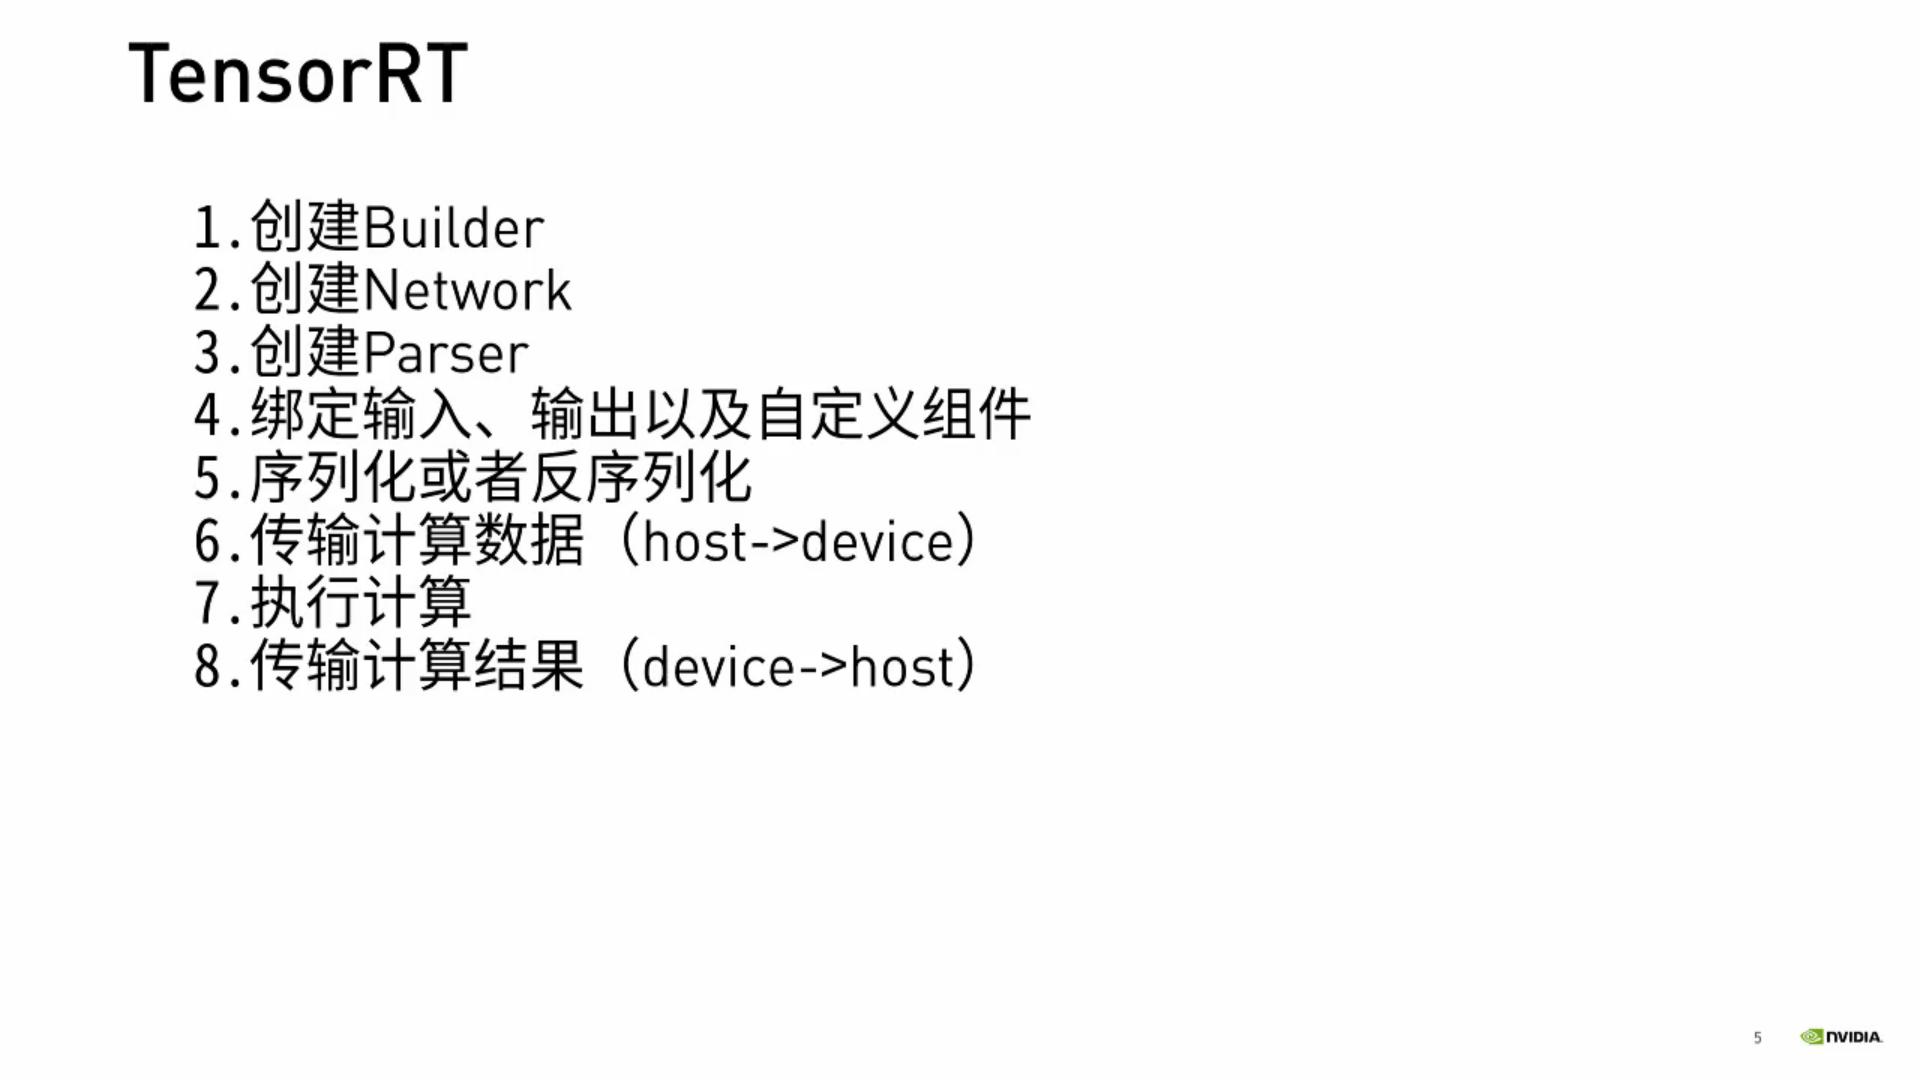 TensorRT
1.创建Builder
2.创建Network
3.创建Parser
4.绑定输入、输出以及自定义组件
5.序列化或者反序列化
6.传输计算数据（host->device）
7.执行计算
8.传输计算结果（device->host）
5
NVIDIA.